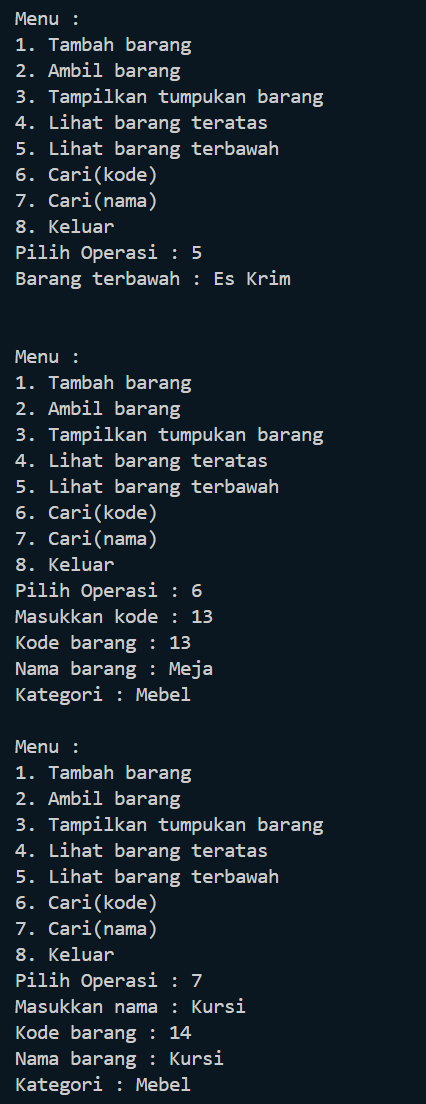 Menu :
1. Tambah barang
2. Ambil barang
3. Tampilkan tumpukan barang
4. Lihat barang teratas
5. Lihat barang terbawah
6. Cari(kode)
7. Cari(nama)
8. Keluar
Pilih Operasi : 5
Barang terbawah : Es Krim
Menu :
1. Tambah barang
2. Ambil barang
3. Tampilkan tumpukan barang
4. Lihat barang teratas
5. Lihat barang terbawah
6. Cari(kode)
7. Cari(nama)
8. Keluar
Pilih Operasi : 6
Masukkan kode : 13
Kode barang : 13
Nama barang : Meja
Kategori : Mebel
Menu :
1. Tambah barang
2. Ambil barang
3. Tampilkan tumpukan barang
4. Lihat barang teratas
5. Lihat barang terbawah
6. Cari(kode)
7. Cari(nama)
8. Keluar
Pilih Operasi : 7
Masukkan nama : Kursi
Kode barang : 14
Nama barang : Kursi
Kategori : Mebel